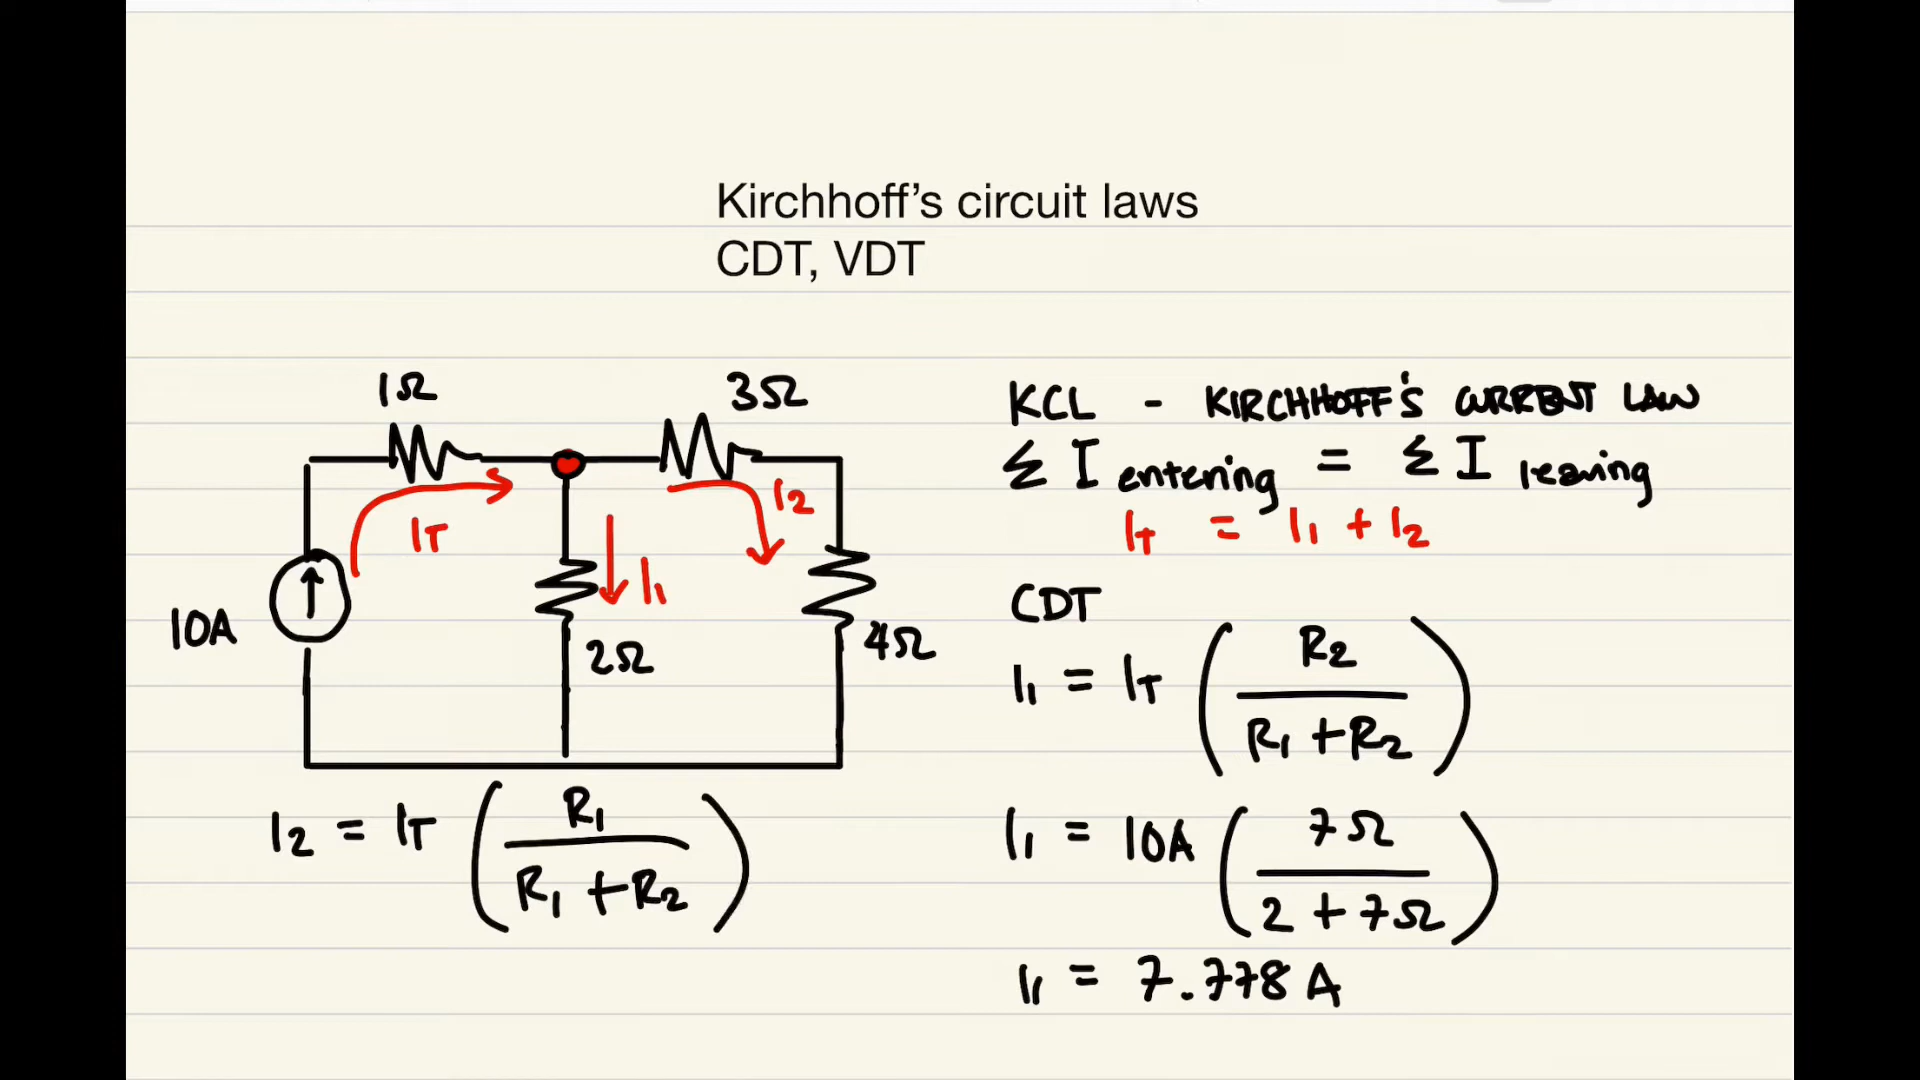 Kirchhoff’s circuit laws
CDT, VDT
1Ω
3Ω
IT
I2
I1
10A
2Ω
4Ω
KCL - KIRCHHOFF'S CURRENT LAW
Σ I entering = Σ I leaving
IT = I1 + I2
CDT
I1 = IT (R2 / R1 + R2)
I2 = IT (R1 / R1 + R2)
I1 = 10A (7Ω / 2 + 7Ω)
I1 = 7.778 A